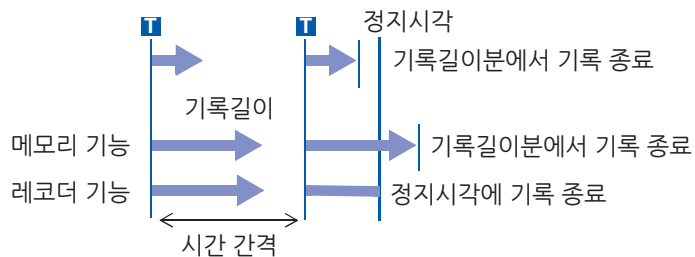 T
T
정지시각
기록길이분에서 기록 종료
기록길이
메모리 기능
기록길이분에서 기록 종료
레코더 기능
정지시각에 기록 종료
시간 간격